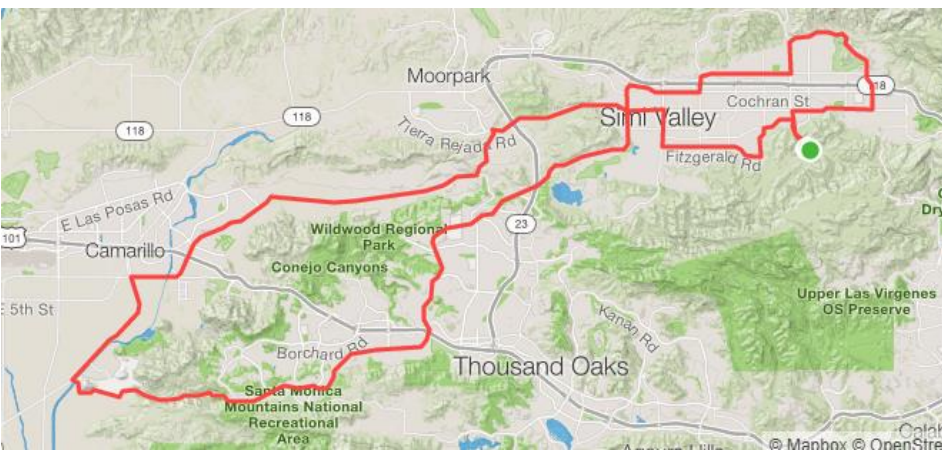 Moorpark
118
Cochran St
118
118
Simi Valley
Tierra Rejada Rd
Fitzgerald Rd
E Las Posas Rd
101
Wildwood Regional
Park
23
Camarillo
Conejo Canyons
Upper Las Virgenes
OS Preserve
5th St
Kanan Rd
Borchard Rd
Thousand Oaks
Santa Monica
Mountains National
Recreational
Area
© Mapbox © OpenStre